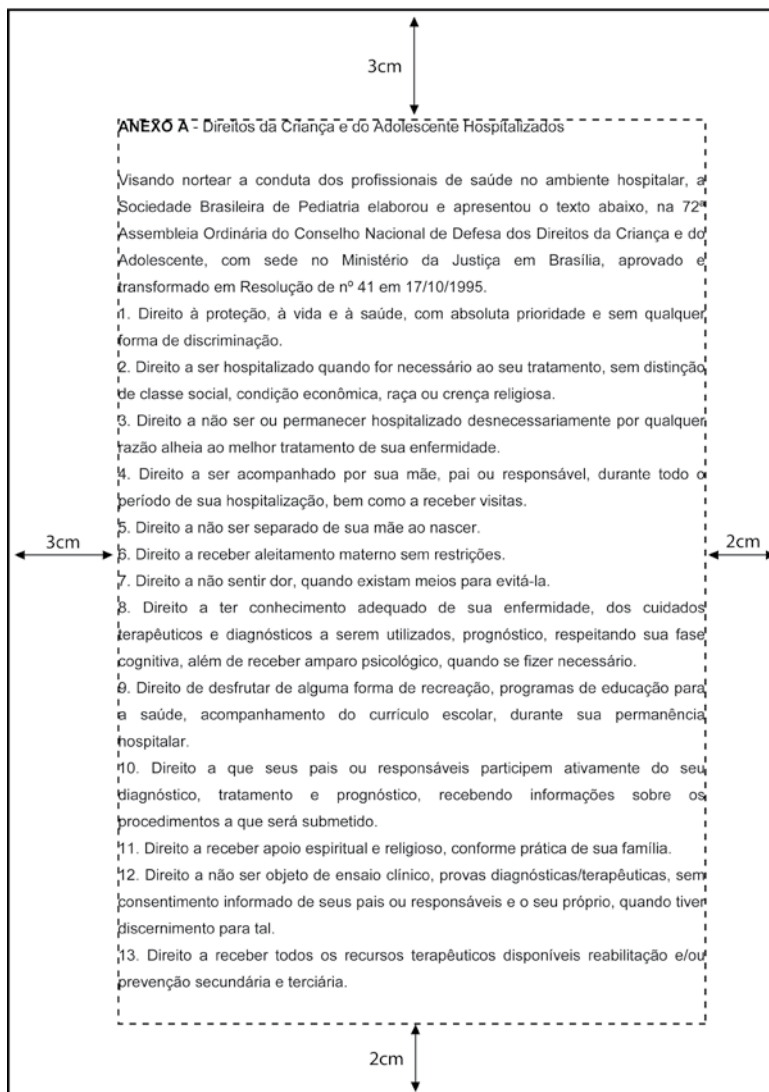 3cm
ANEXO A - Direitos da Criança e do Adolescente Hospitalizados
Visando nortear a conduta dos profissionais de saúde no ambiente hospitalar, a
Sociedade Brasileira de Pediatria elaborou e apresentou o texto abaixo, na 72ª
Assembleia Ordinária do Conselho Nacional de Defesa dos Direitos da Criança e do
Adolescente, com sede no Ministério da Justiça em Brasília, aprovado e
transformado em Resolução de nº 41 em 17/10/1995.
1. Direito à proteção, à vida e à saúde, com absoluta prioridade e sem qualquer
forma de discriminação.
2. Direito a ser hospitalizado quando for necessário ao seu tratamento, sem distinção
de classe social, condição econômica, raça ou crença religiosa.
3. Direito a não ser ou permanecer hospitalizado desnecessariamente por qualquer
razão alheia ao melhor tratamento de sua enfermidade.
4. Direito a ser acompanhado por sua mãe, pai ou responsável, durante todo o
período de sua hospitalização, bem como a receber visitas.
5. Direito a não ser separado de sua mãe ao nascer.
3cm
2cm
6. Direito a receber aleitamento materno sem restrições.
7. Direito a não sentir dor, quando existam meios para evitá-la.
8. Direito a ter conhecimento adequado de sua enfermidade, dos cuidados
terapêuticos e diagnósticos a serem utilizados, prognóstico, respeitando sua fase
cognitiva, além de receber amparo psicológico, quando se fizer necessário.
9. Direito de desfrutar de alguma forma de recreação, programas de educação para
a saúde, acompanhamento do currículo escolar, durante sua permanência
hospitalar.
10. Direito a que seus pais ou responsáveis participem ativamente do seu
diagnóstico, tratamento e prognóstico, recebendo informações sobre os
procedimentos a que será submetido.
11. Direito a receber apoio espiritual e religioso, conforme prática de sua família.
12. Direito a não ser objeto de ensaio clínico, provas diagnósticas/terapêuticas, sem
consentimento informado de seus pais ou responsáveis e o seu próprio, quando tiver
discernimento para tal.
13. Direito a receber todos os recursos terapêuticos disponíveis reabilitação e/ou
prevenção secundária e terciária.
2cm